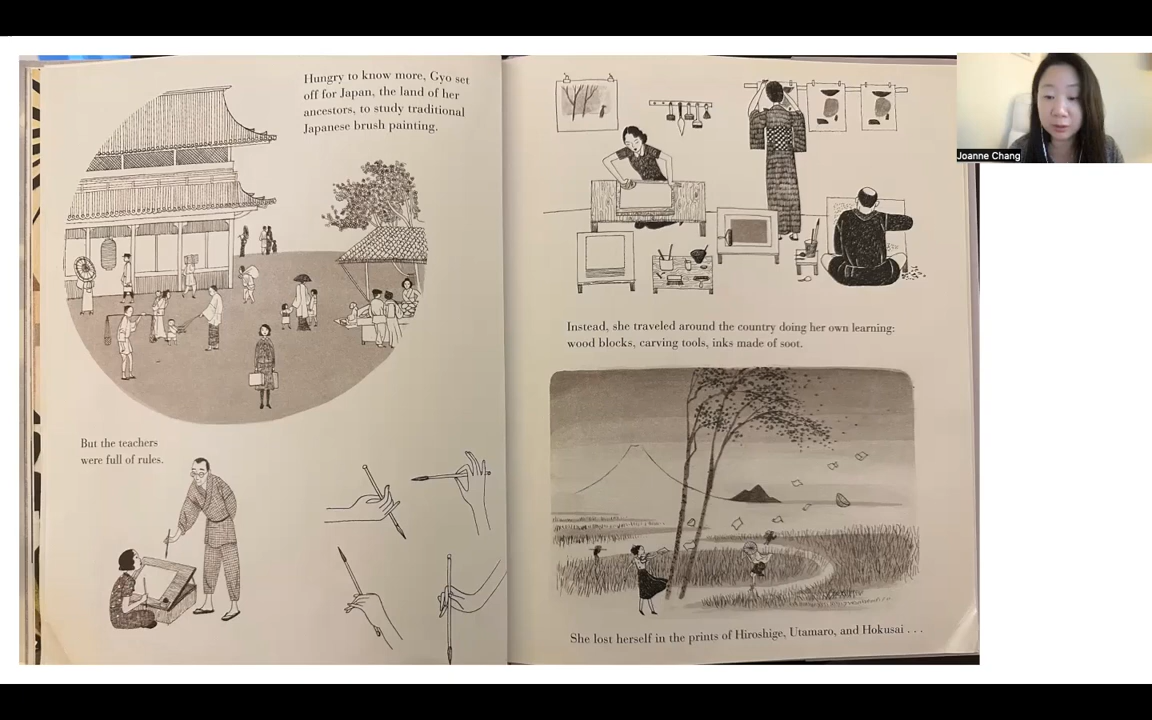 Hungry to know more, Gyo set
off for Japan, the land of her
ancestors, to study traditional
Japanese brush painting.
But the teachers
were full of rules.
Instead, she traveled around the country doing her own learning:
wood blocks, carving tools, inks made of soot.
She lost herself in the prints of Hiroshige, Utamaro, and Hokusai . . .
Joanne Chang